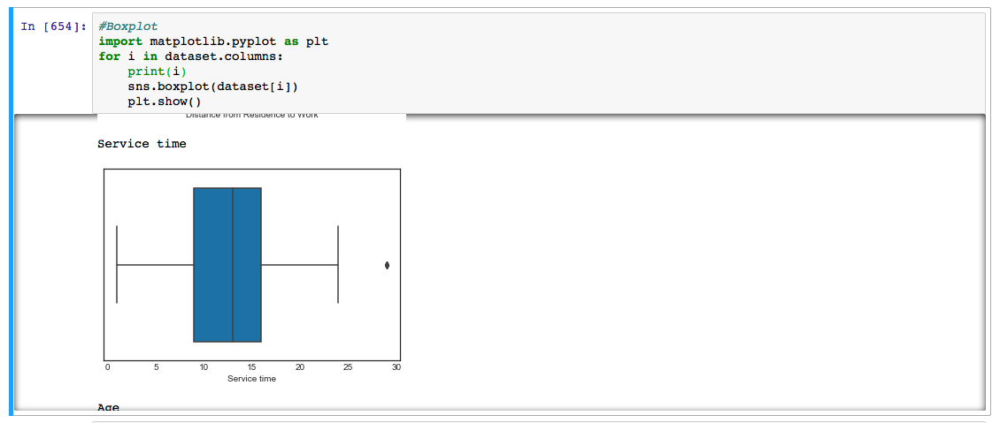 In [654]: #Boxplot
import matplotlib.pyplot as plt
for i in dataset.columns:
    print(i)
    sns.boxplot(dataset[i])
    plt.show()
Distance from Residence to Work
Service time
0 5 10 15 20 25 30
Service time
Age